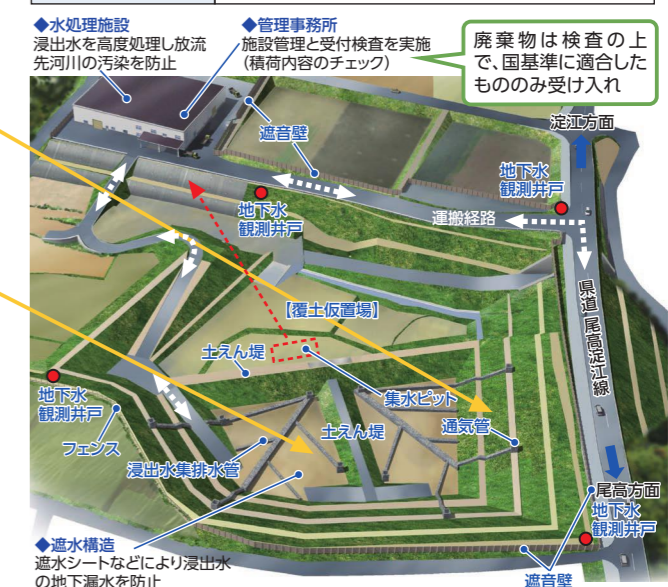 ◆水処理施設
浸出水を高度処理し放流
先河川の汚染を防止
◆管理事務所
施設管理と受付検査を実施
(積荷内容のチェック)
廃棄物は検査の上
で、国基準に適合した
もののみ受け入れ
遮音壁
淀江方面
地下水
観測井戸
地下水
観測井戸
運搬経路
県道 尾高淀江線
【覆土仮置場】
土えん堤
集水ピット
地下水
観測井戸
フェンス
土えん堤
通気管
浸出水集排水管
尾高方面
地下水
観測井戸
◆遮水構造
遮水シートなどにより浸出水
の地下漏水を防止
遮音壁